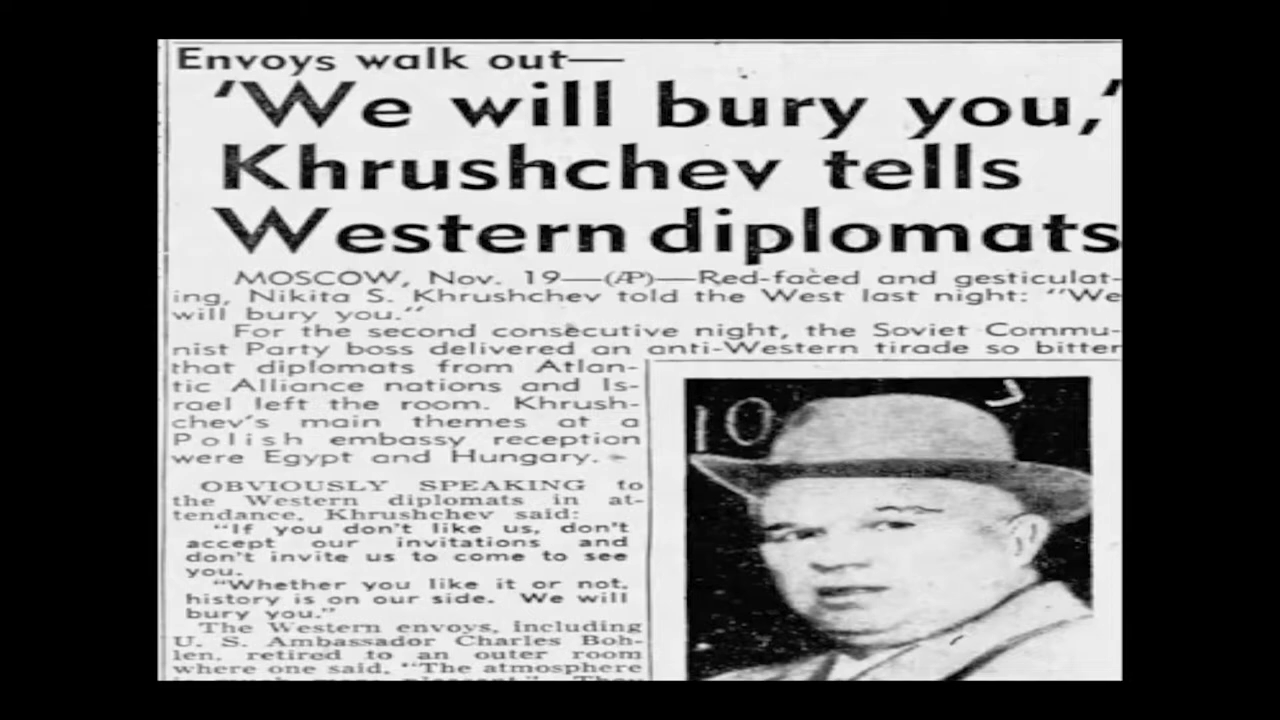 Envoys walk out—
'We will bury you,'
Khrushchev tells
Western diplomats
MOSCOW, Nov. 19—(AP)—Red-faced and gesticulat-
ing, Nikita S. Khrushchev told the West last night: "We
will bury you."
For the second consecutive night, the Soviet Commu-
nist Party boss delivered an anti-Western tirade so bitter
that diplomats from Atlan-
tic Alliance nations and Is-
rael left the room. Khrush-
chev's main themes at a
Polish embassy reception
were Egypt and Hungary.
OBVIOUSLY SPEAKING to
the Western diplomats in at-
tendance, Khrushchev said:
"If you don't like us, don't
accept our invitations and
don't invite us to come to see
you.
"Whether you like it or not,
history is on our side. We will
bury you."
The Western envoys, including
U. S. Ambassador Charles Boh-
len, retired to an outer room
where one said, "The atmosphere
10